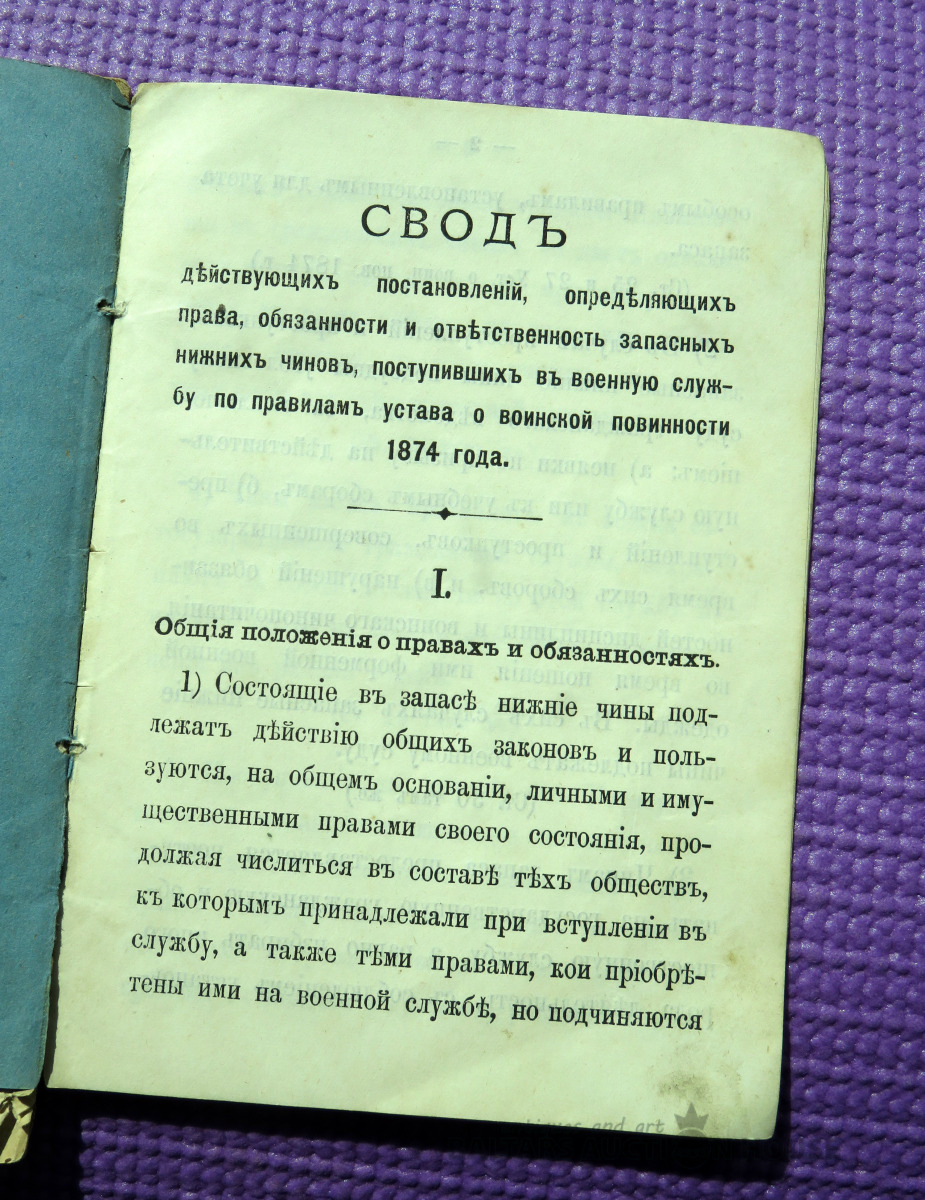 СВОДЪ
дѣйствующихъ постановленій, опредѣляющихъ
права, обязанности и отвѣтственность запасныхъ
нижнихъ чиновъ, поступившихъ въ военную служ-
бу по правиламъ устава о воинской повинности
1874 года.
I.
Общія положенія о правахъ и обязанностяхъ.
1) Состоящіе въ запасѣ нижніе чины под-
лежатъ дѣйствію общихъ законовъ и поль-
зуются, на общемъ основаніи, личными и иму-
щественными правами своего состоянія, про-
должая числиться въ составѣ тѣхъ обществъ,
къ которымъ принадлежали при вступленіи въ
службу, а также тѣми правами, кои пріобрѣ-
тены ими на военной службѣ, но подчиняются
and art